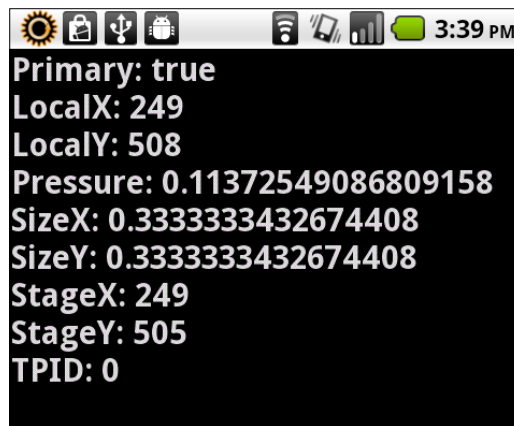 3:39 PM
Primary: true
LocalX: 249
LocalY: 508
Pressure: 0.11372549086809158
SizeX: 0.3333333432674408
SizeY: 0.3333333432674408
StageX: 249
StageY: 505
TPID: 0